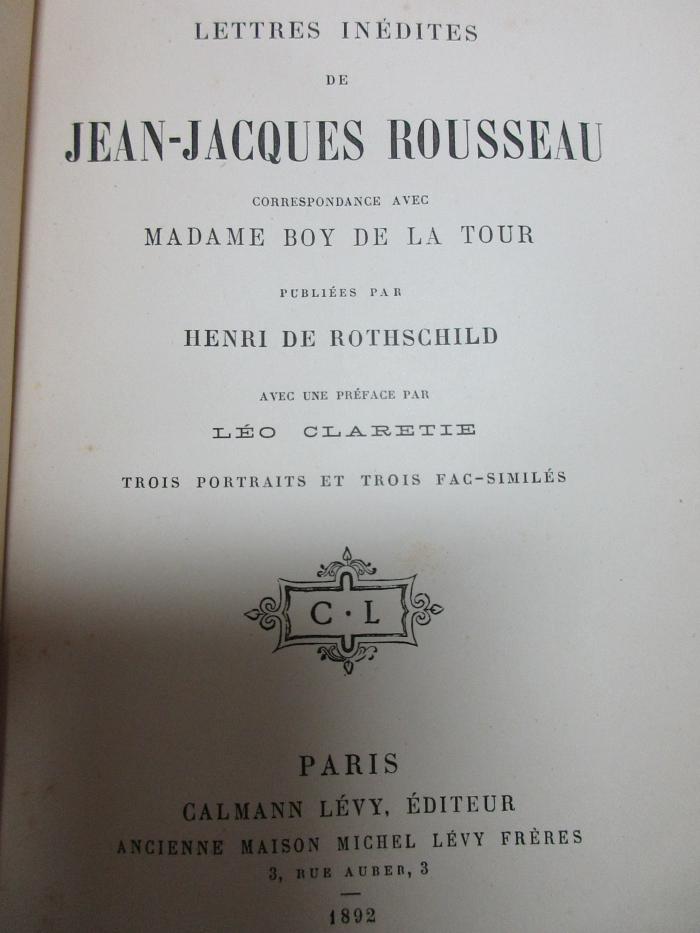 LETTRES INÉDITES
DE
JEAN-JACQUES ROUSSEAU
CORRESPONDANCE AVEC
MADAME BOY DE LA TOUR
PUBLIÉES PAR
HENRI DE ROTHSCHILD
AVEC UNE PRÉFACE PAR
LÉO CLARETIE
TROIS PORTRAITS ET TROIS FAC-SIMILÉS
C · L
PARIS
CALMANN LÉVY, ÉDITEUR
ANCIENNE MAISON MICHEL LÉVY FRÈRES
3, RUE AUBER, 3
1892